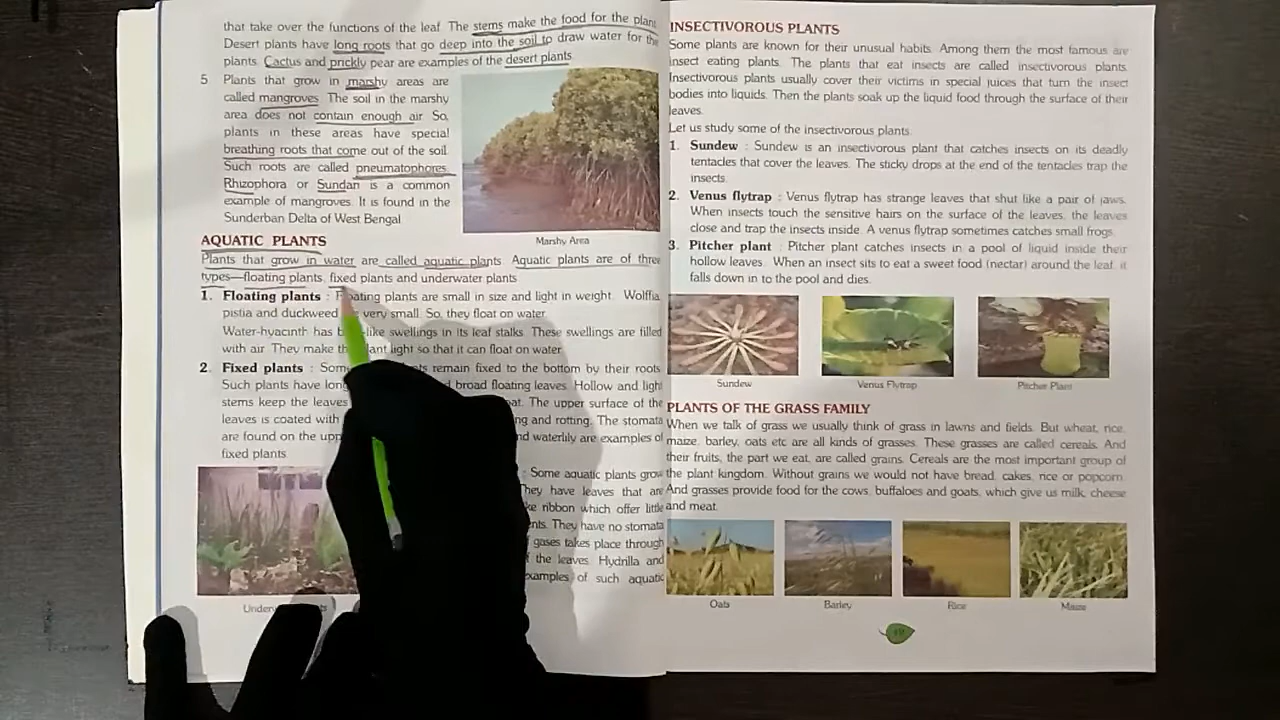 that take over the functions of the leaf. The stems make the food for the plant.
Desert plants have long roots that go deep into the soil to draw water for the
plants. Cactus and prickly pear are examples of the desert plants.
5 Plants that grow in marshy areas are
called mangroves. The soil in the marshy
area does not contain enough air. So,
plants in these areas have special
breathing roots that come out of the soil.
Such roots are called pneumatophores.
Rhizophora or Sundan is a common
example of mangroves. It is found in the
Sunderban Delta of West Bengal.
Marshy Area
AQUATIC PLANTS
Plants that grow in water are called aquatic plants. Aquatic plants are of three
types—floating plants, fixed plants and underwater plants.
1. Floating plants : Floating plants are small in size and light in weight. Wolffia,
pistia and duckweed very small. So, they float on water.
Water-hyacinth has like swellings in its leaf stalks. These swellings are filled
with air. They make the plant light so that it can float on water.
2. Fixed plants : Some remain fixed to the bottom by their roots.
Such plants have long broad floating leaves. Hollow and light
stems keep the leaves The upper surface of the
leaves is coated with and rotting. The stomata
are found on the waterlily are examples of
fixed plants.
: Some aquatic plants grow
They have leaves that are
ribbon which offer little
They have no stomata.
gases takes place through
the leaves. Hydrilla and
examples of such aquatic
INSECTIVOROUS PLANTS
Some plants are known for their unusual habits. Among them the most famous are
insect eating plants. The plants that eat insects are called insectivorous plants.
Insectivorous plants usually cover their victims in special juices that turn the insect
bodies into liquids. Then the plants soak up the liquid food through the surface of their
leaves.
Let us study some of the insectivorous plants.
1. Sundew : Sundew is an insectivorous plant that catches insects on its deadly
tentacles that cover the leaves. The sticky drops at the end of the tentacles trap the
insects.
2. Venus flytrap : Venus flytrap has strange leaves that shut like a pair of jaws.
When insects touch the sensitive hairs on the surface of the leaves, the leaves
close and trap the insects inside. A venus flytrap sometimes catches small frogs.
3. Pitcher plant : Pitcher plant catches insects in a pool of liquid inside their
hollow leaves. When an insect sits to eat a sweet food (nectar) around the leaf, it
falls down in to the pool and dies.
Sundew
Venus Flytrap
Pitcher Plant
PLANTS OF THE GRASS FAMILY
When we talk of grass we usually think of grass in lawns and fields. But wheat, rice,
maize, barley, oats etc are all kinds of grasses. These grasses are called cereals. And
their fruits, the part we eat, are called grains. Cereals are the most important group of
the plant kingdom. Without grains we would not have bread, cakes, rice or popcorn.
And grasses provide food for the cows, buffaloes and goats, which give us milk, cheese
and meat.
Oats
Barley
Rice
Maize